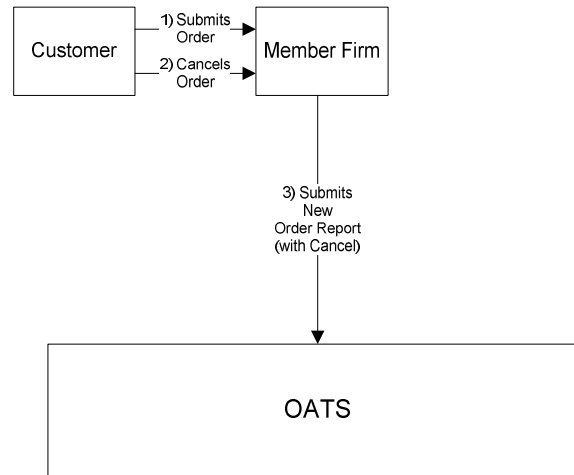 1) Submits
Order
Customer
Member Firm
2) Cancels
Order
3) Submits
New
Order Report
(with Cancel)
OATS